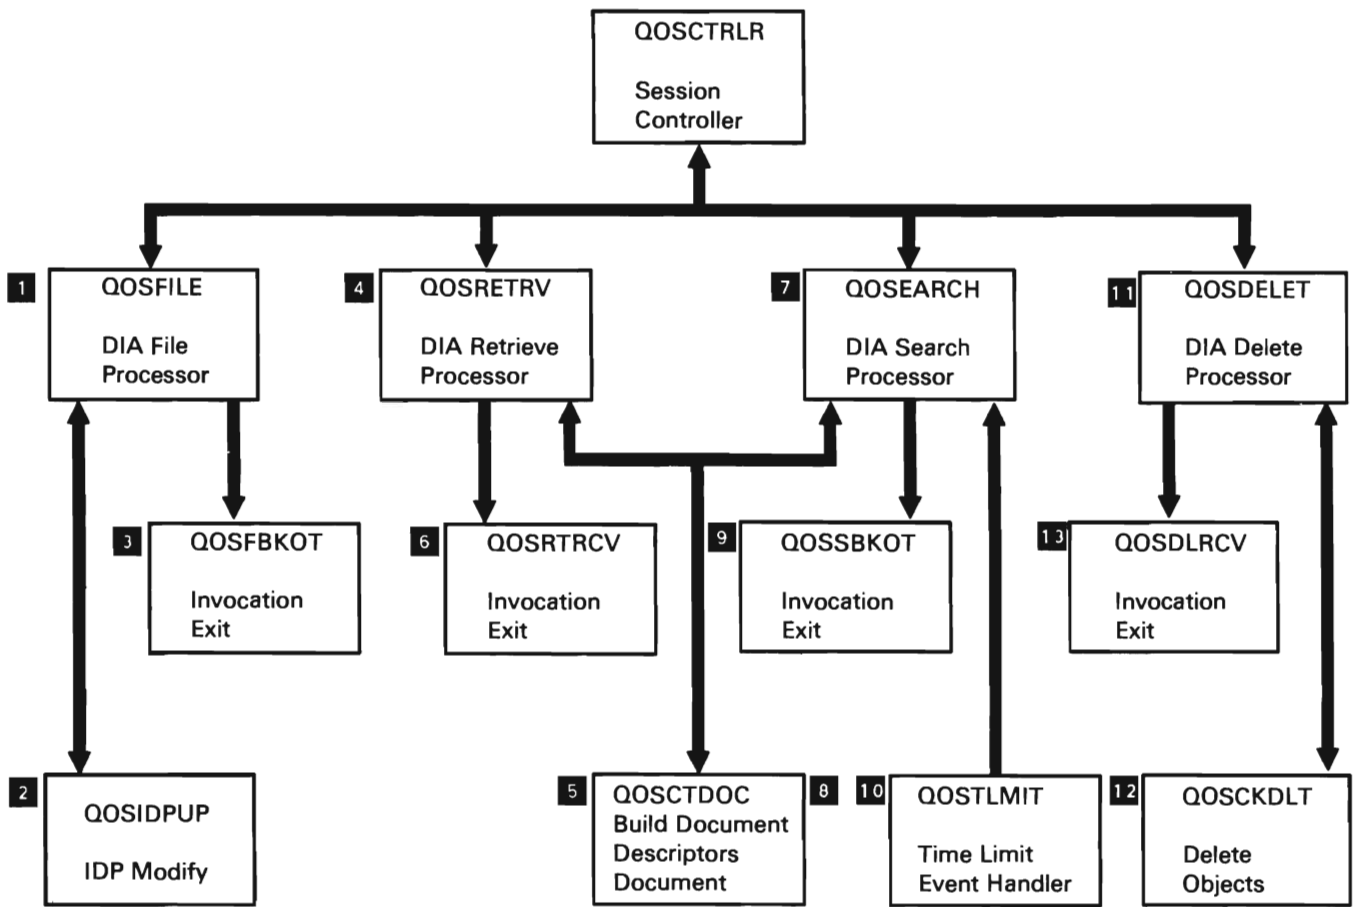 QOSCTRLR
Session
Controller
1
QOSFILE
DIA File
Processor
4
QOSRETRV
DIA Retrieve
Processor
7
QOSEARCH
DIA Search
Processor
11
QOSDELET
DIA Delete
Processor
3
QOSFBKOT
Invocation
Exit
6
QOSRTRCV
Invocation
Exit
9
QOSSBKOT
Invocation
Exit
13
QOSDLRCV
Invocation
Exit
2
QOSIDPUP
IDP Modify
5
QOSCTDOC
Build Document
Descriptors
Document
8
10
QOSTLMIT
Time Limit
Event Handler
12
QOSCKDLT
Delete
Objects